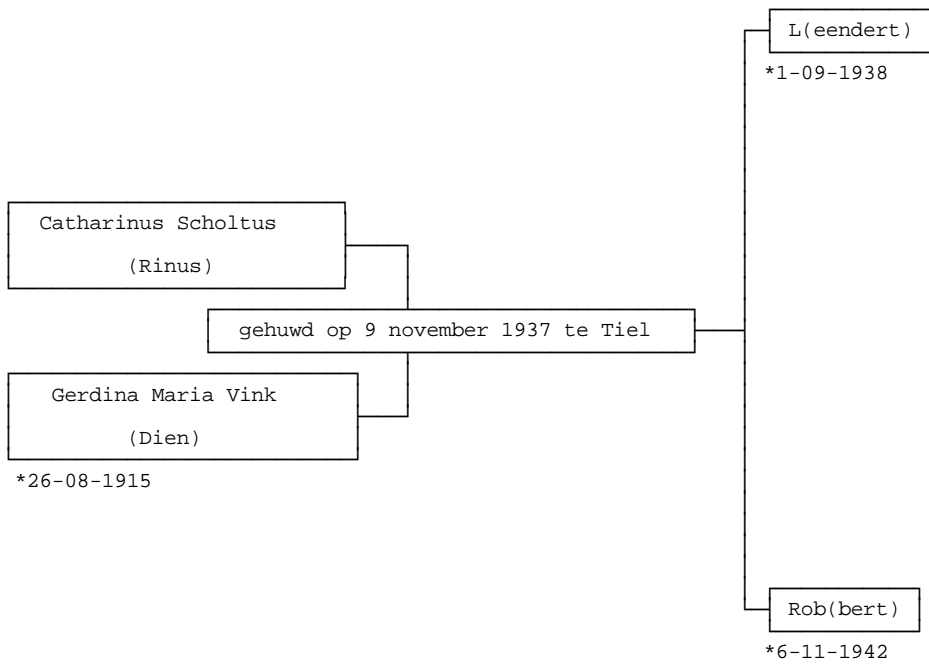 L(eendert)
*1-09-1938
Catharinus Scholtus
(Rinus)
gehuwd op 9 november 1937 te Tiel
Gerdina Maria Vink
(Dien)
*26-08-1915
Rob(bert)
*6-11-1942